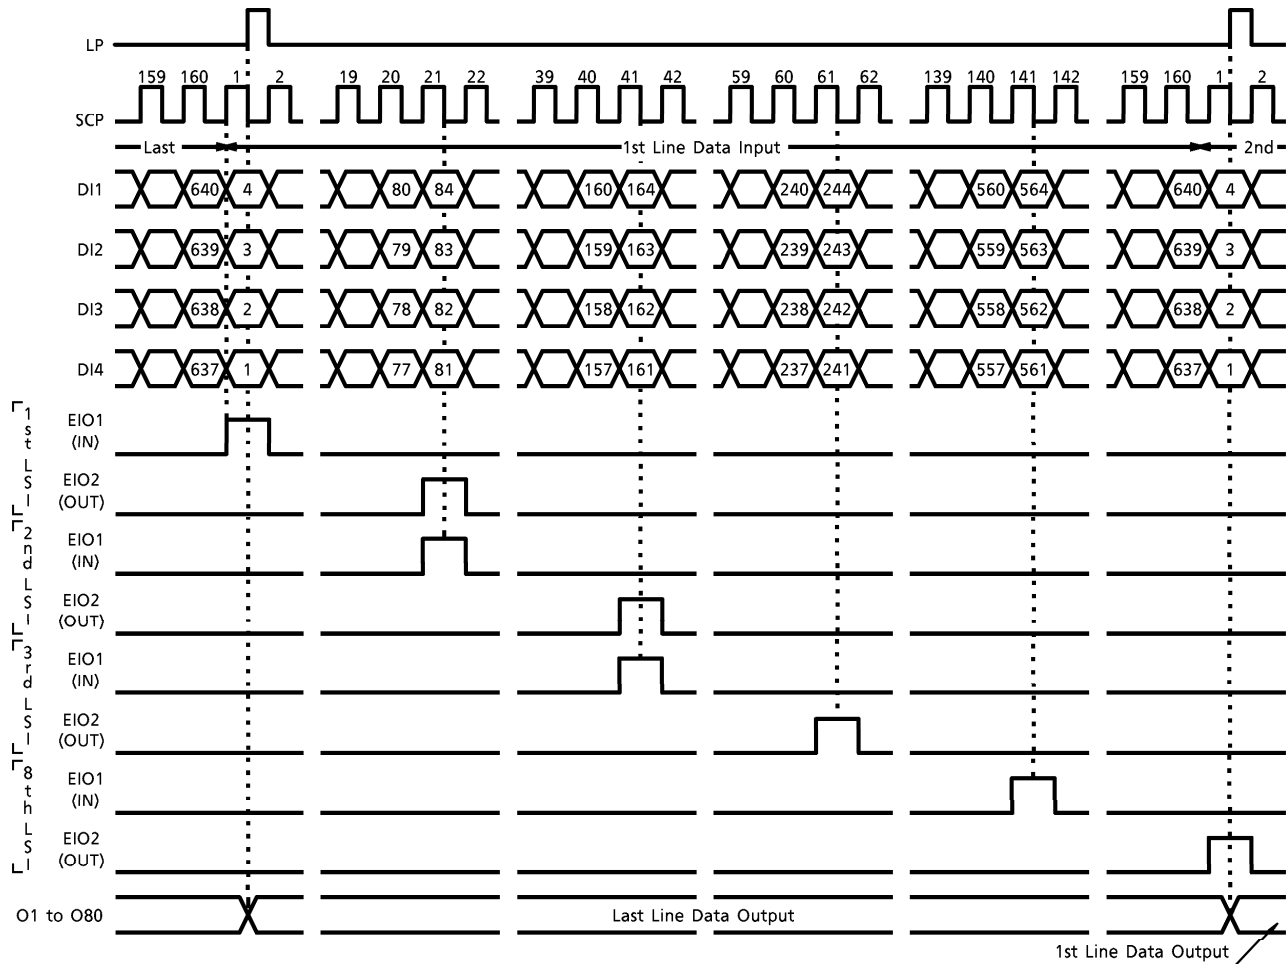 LP
159 160 1 2 19 20 21 22 39 40 41 42 59 60 61 62 139 140 141 142 159 160 1 2
SCP
Last 1st Line Data Input 2nd
DI1 640 4 80 84 160 164 240 244 560 564 640 4
DI2 639 3 79 83 159 163 239 243 559 563 639 3
DI3 638 2 78 82 158 162 238 242 558 562 638 2
DI4 637 1 77 81 157 161 237 241 557 561 637 1
1st LSI
EIO1
(IN)
EIO2
(OUT)
2nd LSI
EIO1
(IN)
EIO2
(OUT)
3rd LSI
EIO1
(IN)
EIO2
(OUT)
8th LSI
EIO1
(IN)
EIO2
(OUT)
O1 to O80 Last Line Data Output
1st Line Data Output